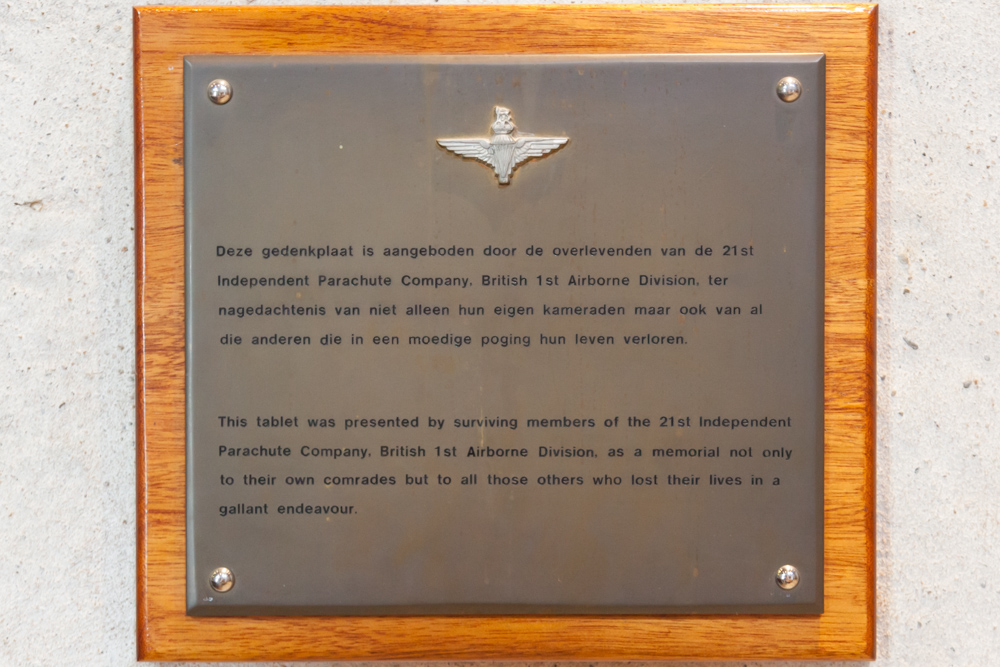 Deze gedenkplaat is aangeboden door de overlevenden van de 21st
Independent Parachute Company, British 1st Airborne Division, ter
nagedachtenis van niet alleen hun eigen kameraden maar ook van al
die anderen die in een moedige poging hun leven verloren.
This tablet was presented by surviving members of the 21st Independent
Parachute Company, British 1st Airborne Division, as a memorial not only
to their own comrades but to all those others who lost their lives in a
gallant endeavour.